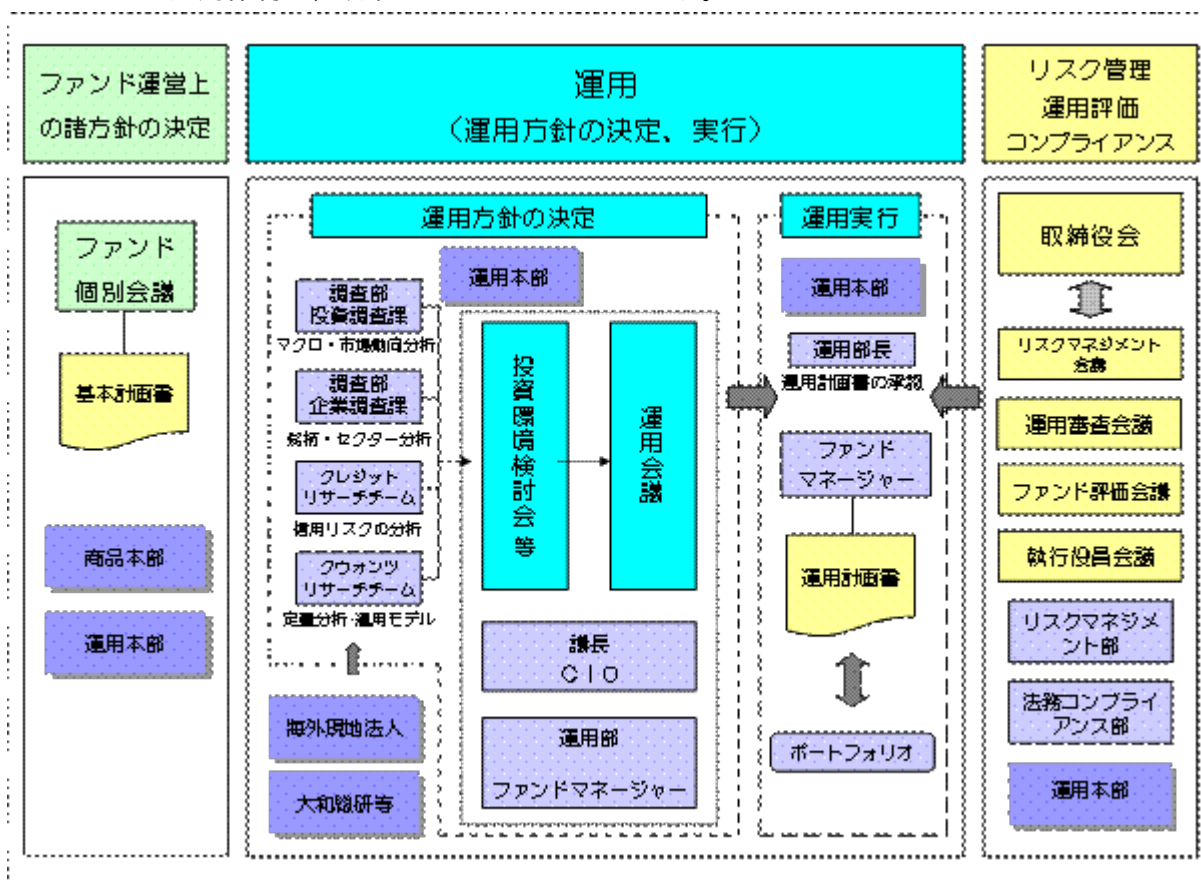 ファンド運営上
の諸方針の決定
運用
（運用方針の決定、実行）
リスク管理
運用評価
コンプライアンス
ファンド
個別会議
基本計画書
商品本部
運用本部
運用方針の決定
運用本部
調査部
投資調査課
マクロ・市場動向分析
調査部
企業調査課
銘柄・セクター分析
クレジット
リサーチチーム
信用リスクの分析
クウォンツ
リサーチチーム
定量分析・運用モデル
海外現地法人
大和総研等
投資環境検討会等
運用会議
議長
ＣＩＯ
運用部
ファンドマネージャー
運用実行
運用本部
運用部長
運用計画書の承認
ファンド
マネージャー
運用計画書
ポートフォリオ
取締役会
リスクマネジメント
会議
運用審査会議
ファンド評価会議
執行役員会議
リスクマネジメ
ント部
法務コンプライ
アンス部
運用本部